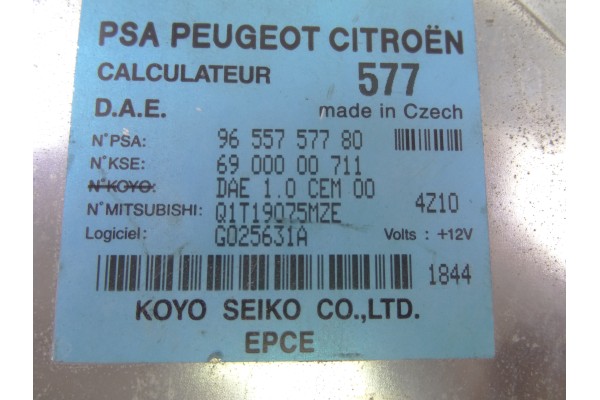 PSA PEUGEOT CITROËN
CALCULATEUR 577
D.A.E. made in Czech
N°PSA: 96 557 577 80
N°KSE: 69 000 00 711
N°KOYO: DAE 1.0 CEM 00
N°MITSUBISHI: Q1T19075MZE 4Z10
Logiciel: G025631A Volts : +12V
1844
KOYO SEIKO CO.,LTD.
EPCE